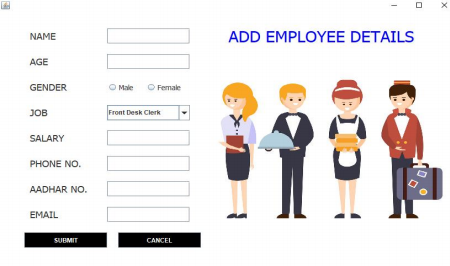 ADD EMPLOYEE DETAILS
NAME
AGE
GENDER Male Female
JOB Front Desk Clerk
SALARY
PHONE NO.
AADHAR NO.
EMAIL
SUBMIT CANCEL